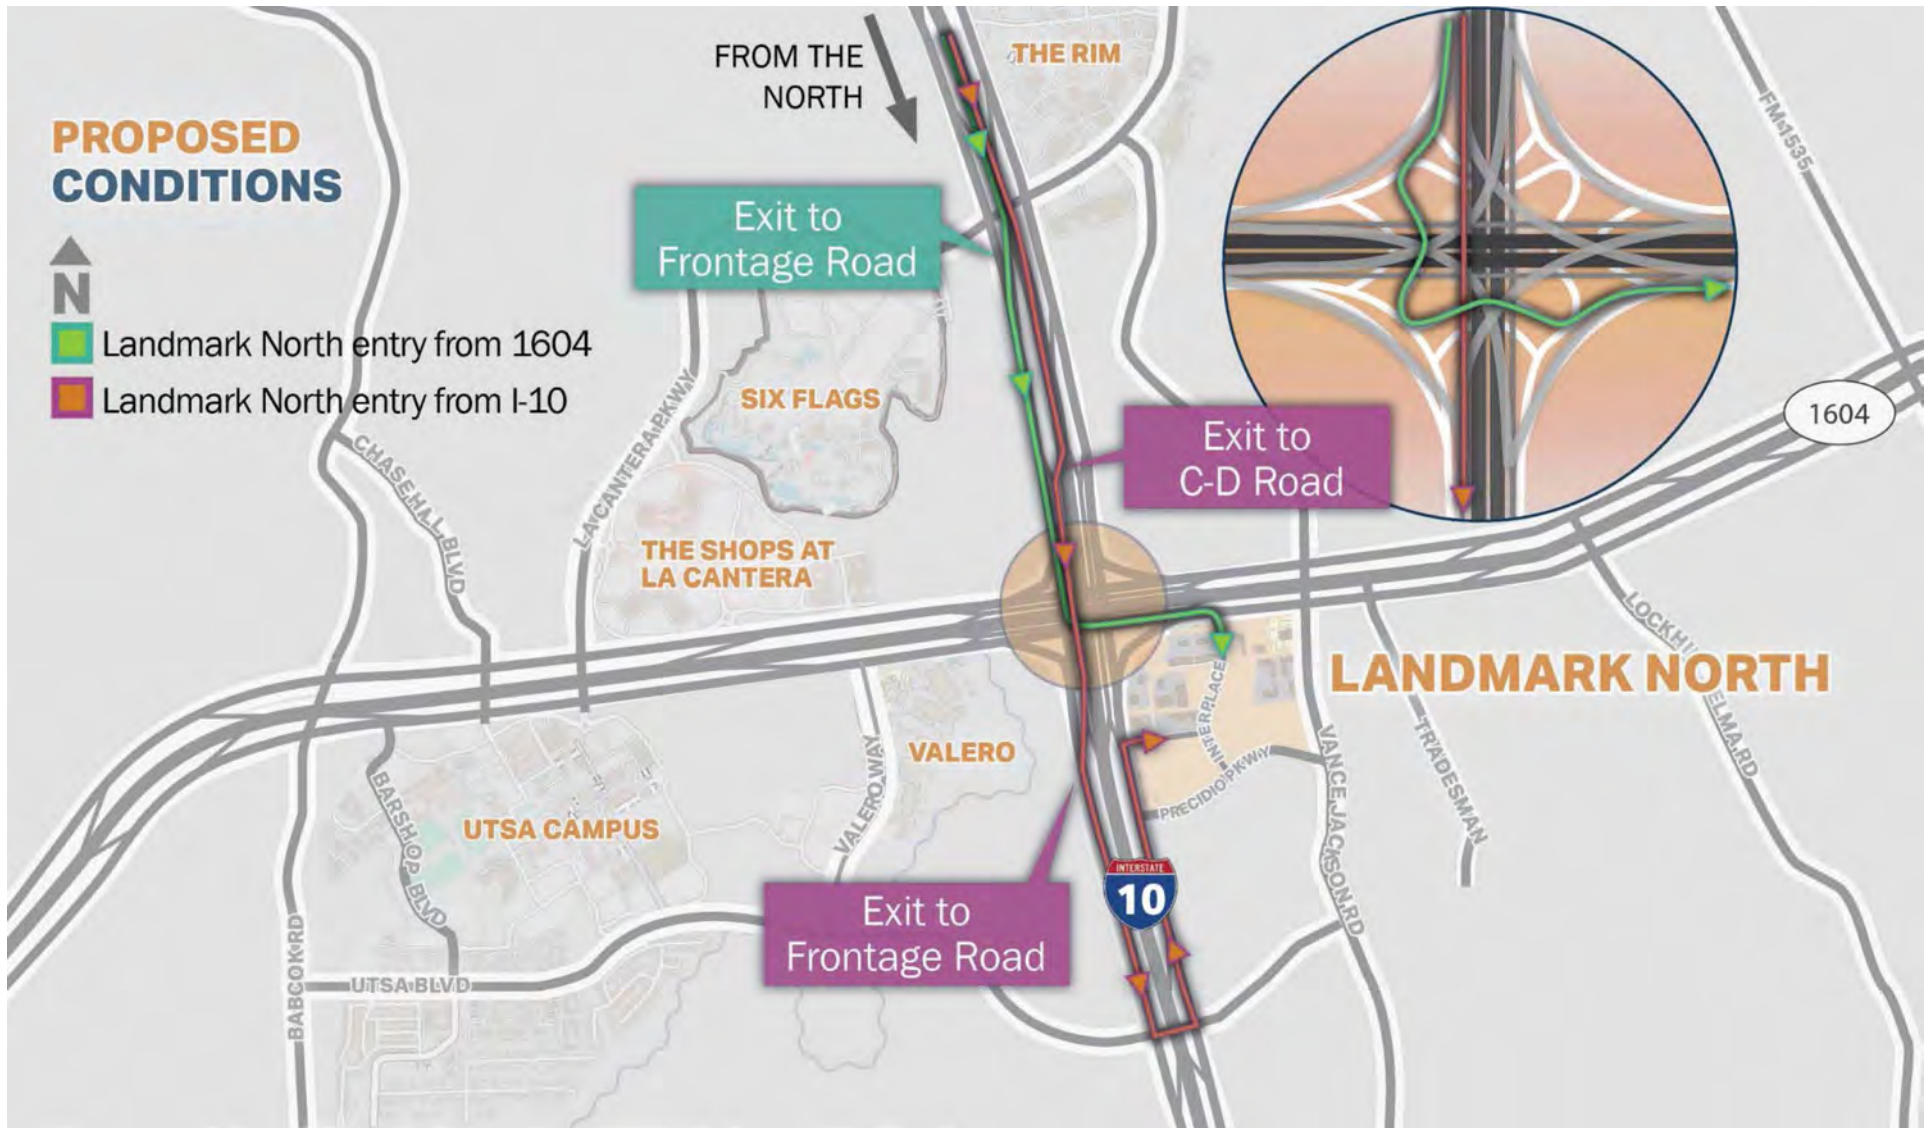 FROM THE
NORTH
THE RIM
PROPOSED
CONDITIONS
N
Landmark North entry from 1604
Landmark North entry from I-10
Exit to
Frontage Road
FM 1535
SIX FLAGS
LA CANTERA PKWY
CHASE HILL BLVD
Exit to
C-D Road
1604
THE SHOPS AT
LA CANTERA
LANDMARK NORTH
INTERPLACE
VALERO
VALERO WAY
UTSA CAMPUS
BARSHOP BLVD
PRECIDIO PKWY
VANCE JACKSON RD
TRADESMAN
LOCKHI ELMA RD
INTERSTATE
10
Exit to
Frontage Road
UTSA BLVD
BABCOK RD